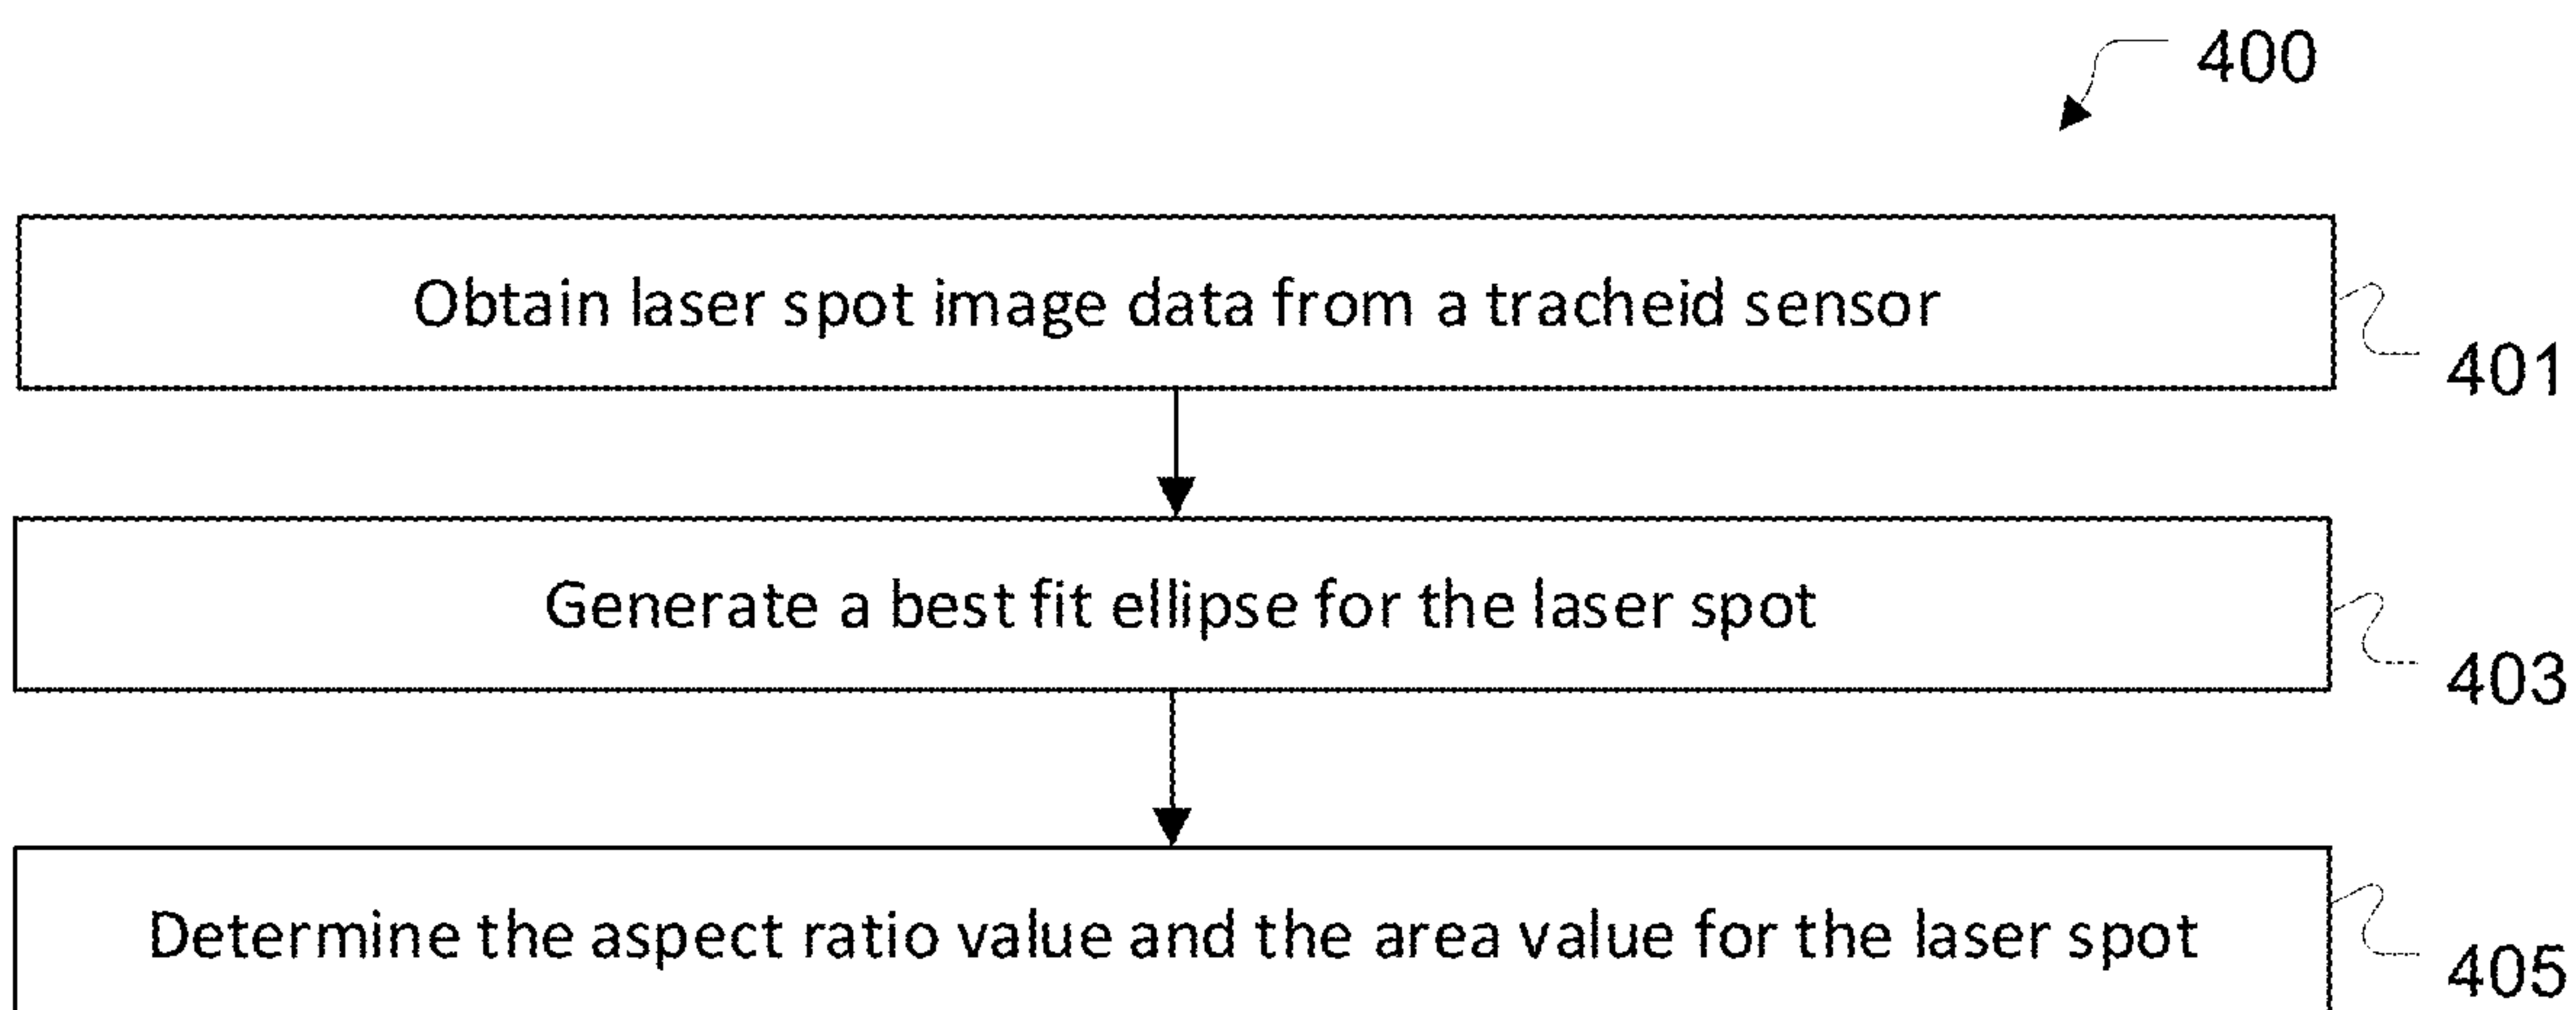 400
Obtain laser spot image data from a tracheid sensor
401
Generate a best fit ellipse for the laser spot
403
Determine the aspect ratio value and the area value for the laser spot
405